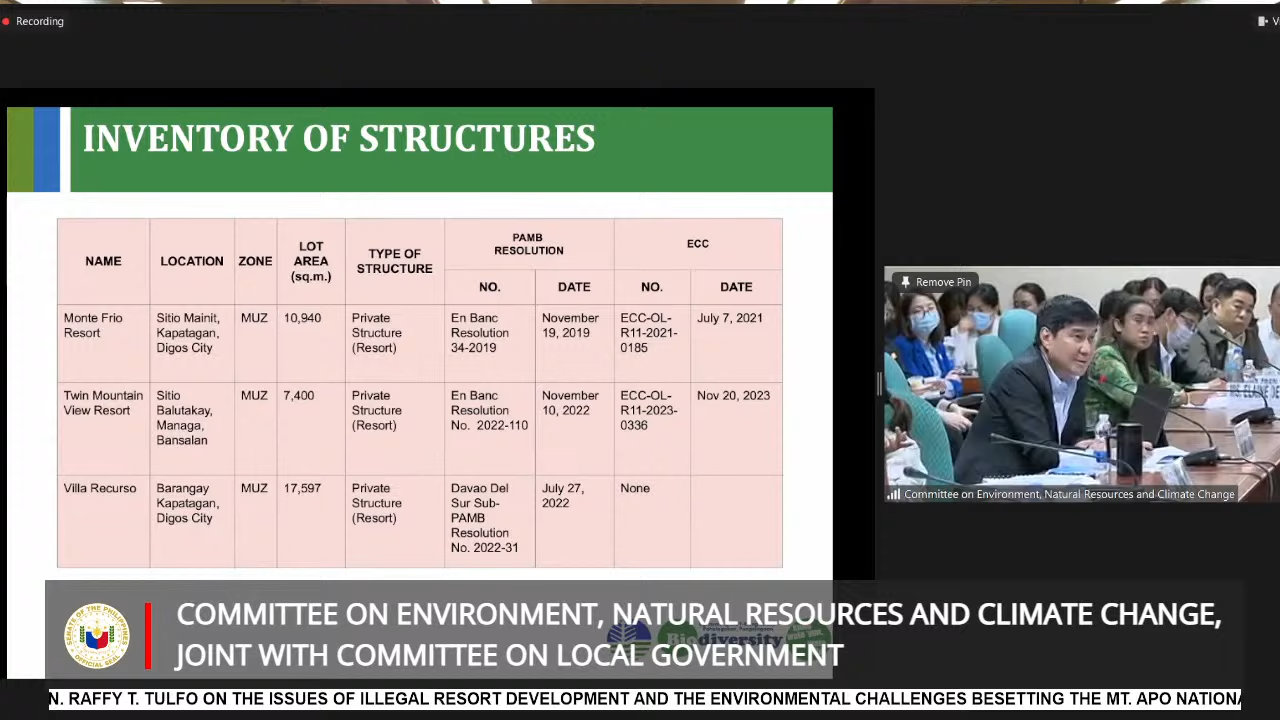 Recording
INVENTORY OF STRUCTURES
NAME
LOCATION
ZONE
LOT
AREA
(sq.m.)
TYPE OF
STRUCTURE
PAMB
RESOLUTION
ECC
NO.
DATE
NO.
DATE
Monte Frio
Resort
Sitio Mainit,
Kapatagan,
Digos City
MUZ
10,940
Private
Structure
(Resort)
En Banc
Resolution
34-2019
November
19, 2019
ECC-OL-
R11-2021-
0185
July 7, 2021
Twin Mountain
View Resort
Sitio
Balutakay,
Managa,
Bansalan
MUZ
7,400
Private
Structure
(Resort)
En Banc
Resolution
No. 2022-110
November
10, 2022
ECC-OL-
R11-2023-
0336
Nov 20, 2023
Villa Recurso
Barangay
Kapatagan,
Digos City
MUZ
17,597
Private
Structure
(Resort)
Davao Del
Sur Sub-
PAMB
Resolution
No. 2022-31
July 27,
2022
None
Remove Pin
Committee on Environment, Natural Resources and Climate Change
SENATE OF THE PHILIPPINES
OFFICIAL SEAL
COMMITTEE ON ENVIRONMENT, NATURAL RESOURCES AND CLIMATE CHANGE,
JOINT WITH COMMITTEE ON LOCAL GOVERNMENT
Biodiversity
N. RAFFY T. TULFO ON THE ISSUES OF ILLEGAL RESORT DEVELOPMENT AND THE ENVIRONMENTAL CHALLENGES BESETTING THE MT. APO NATIONA